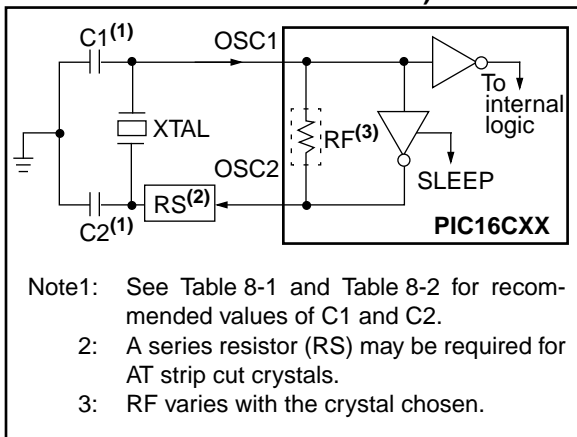 C1(1)
OSC1
To
internal
logic
XTAL
RF(3)
OSC2
SLEEP
RS(2)
C2(1)
PIC16CXX
Note1: See Table 8-1 and Table 8-2 for recom-
mended values of C1 and C2.
2: A series resistor (RS) may be required for
AT strip cut crystals.
3: RF varies with the crystal chosen.